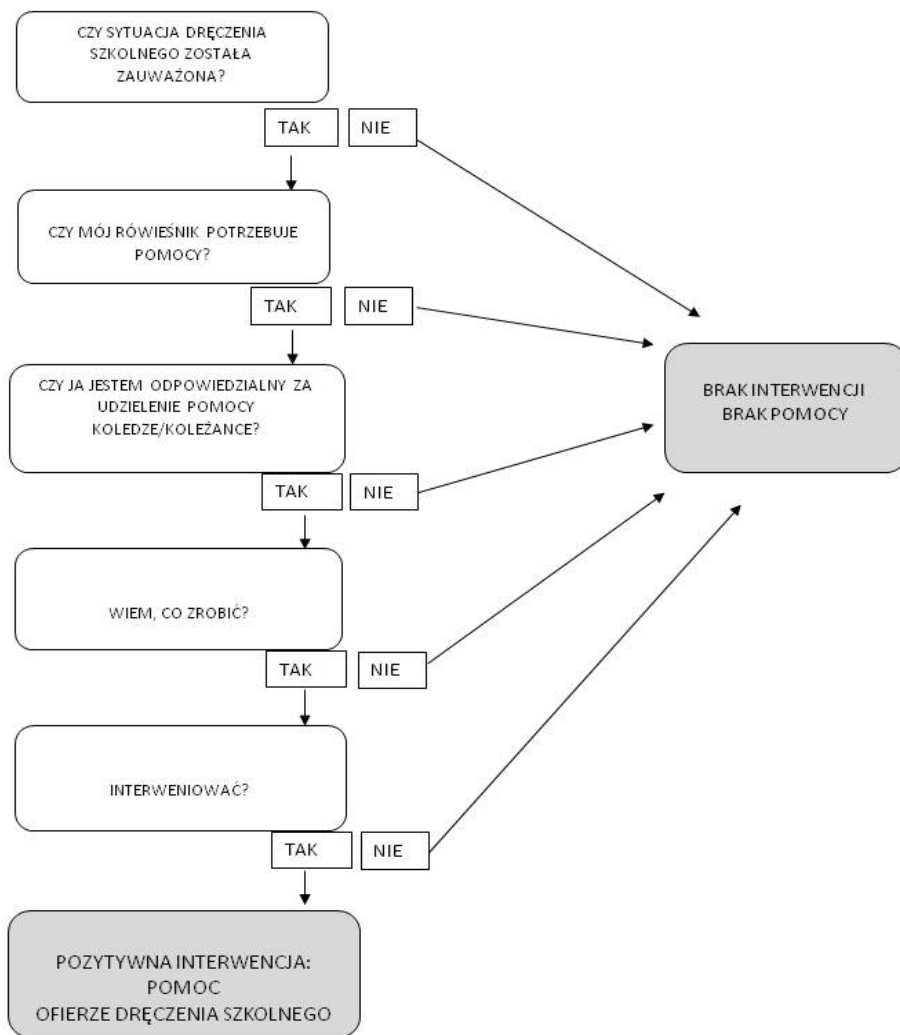 CZY SYTUACJA DRĘCZENIA
SZKOLNEGO ZOSTAŁA
ZAUWAŻONA?
TAK
NIE
CZY MÓJ RÓWIEŚNIK POTRZEBUJE
POMOCY?
TAK
NIE
CZY JA JESTEM ODPOWIEDZIALNY ZA
UDZIELENIE POMOCY
KOLEDZE/KOLEŻANCE?
TAK
NIE
BRAK INTERWENCJI
BRAK POMOCY
WIEM, CO ZROBIĆ?
TAK
NIE
INTERWENIOWAĆ?
TAK
NIE
POZYTYWNA INTERWENCJA:
POMOC
OFIERZE DRĘCZENIA SZKOLNEGO